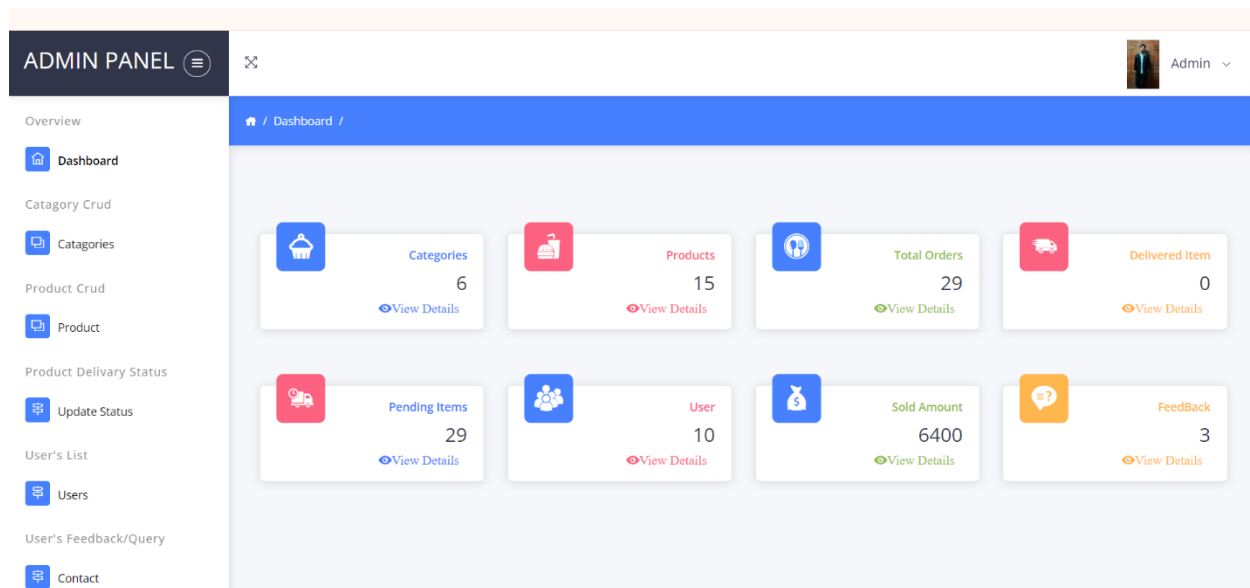 ADMIN PANEL
Admin
Overview
Dashboard
Catagory Crud
Catagories
Product Crud
Product
Product Delivary Status
Update Status
User's List
Users
User's Feedback/Query
Contact
/ Dashboard /
Categories
6
View Details
Products
15
View Details
Total Orders
29
View Details
Delivered Item
0
View Details
Pending Items
29
View Details
User
10
View Details
Sold Amount
6400
View Details
FeedBack
3
View Details